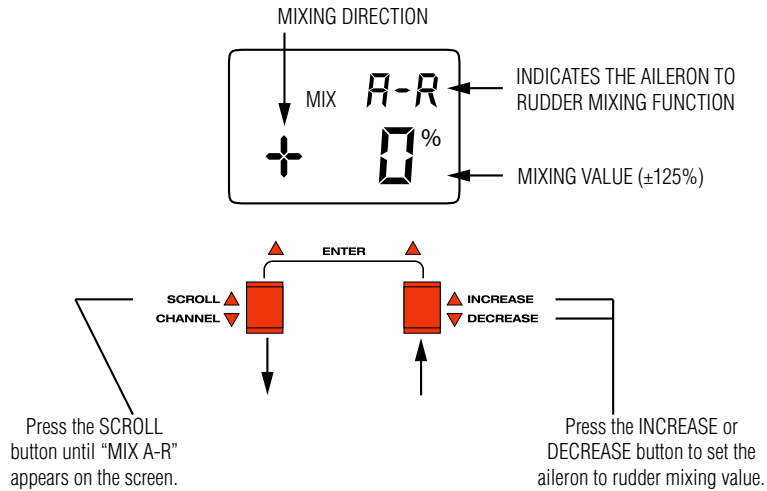 MIXING DIRECTION
MIX A-R
INDICATES THE AILERON TO
RUDDER MIXING FUNCTION
+ 0%
MIXING VALUE (±125%)
ENTER
SCROLL
CHANNEL
INCREASE
DECREASE
Press the SCROLL
button until “MIX A-R”
appears on the screen.
Press the INCREASE or
DECREASE button to set the
aileron to rudder mixing value.